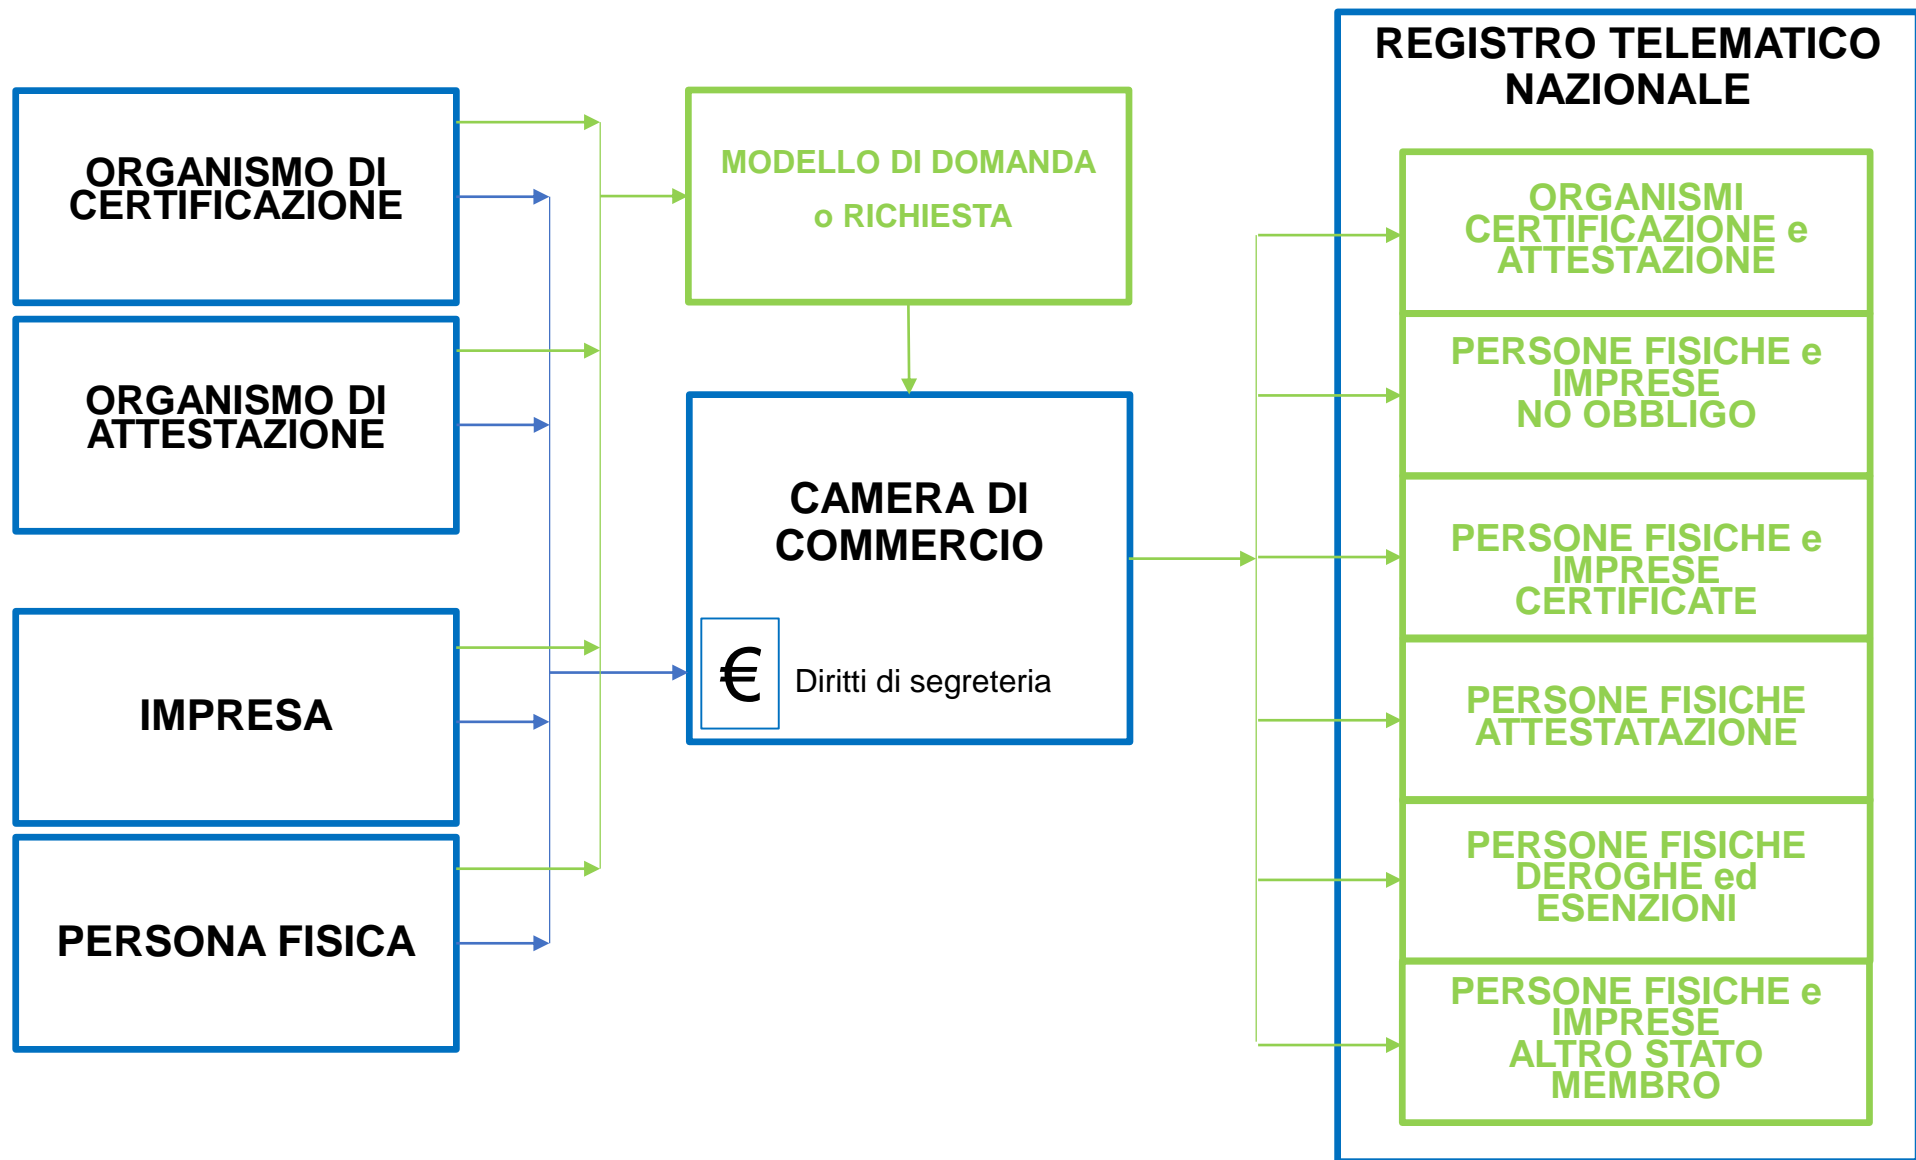 ORGANISMO DI
CERTIFICAZIONE
ORGANISMO DI
ATTESTAZIONE
IMPRESA
PERSONA FISICA
MODELLO DI DOMANDA
o RICHIESTA
CAMERA DI
COMMERCIO
€ Diritti di segreteria
REGISTRO TELEMATICO
NAZIONALE
ORGANISMI
CERTIFICAZIONE e
ATTESTAZIONE
PERSONE FISICHE e
IMPRESE
NO OBBLIGO
PERSONE FISICHE e
IMPRESE
CERTIFICATE
PERSONE FISICHE
ATTESTATAZIONE
PERSONE FISICHE
DEROGHE ed
ESENZIONI
PERSONE FISICHE e
IMPRESE
ALTRO STATO
MEMBRO